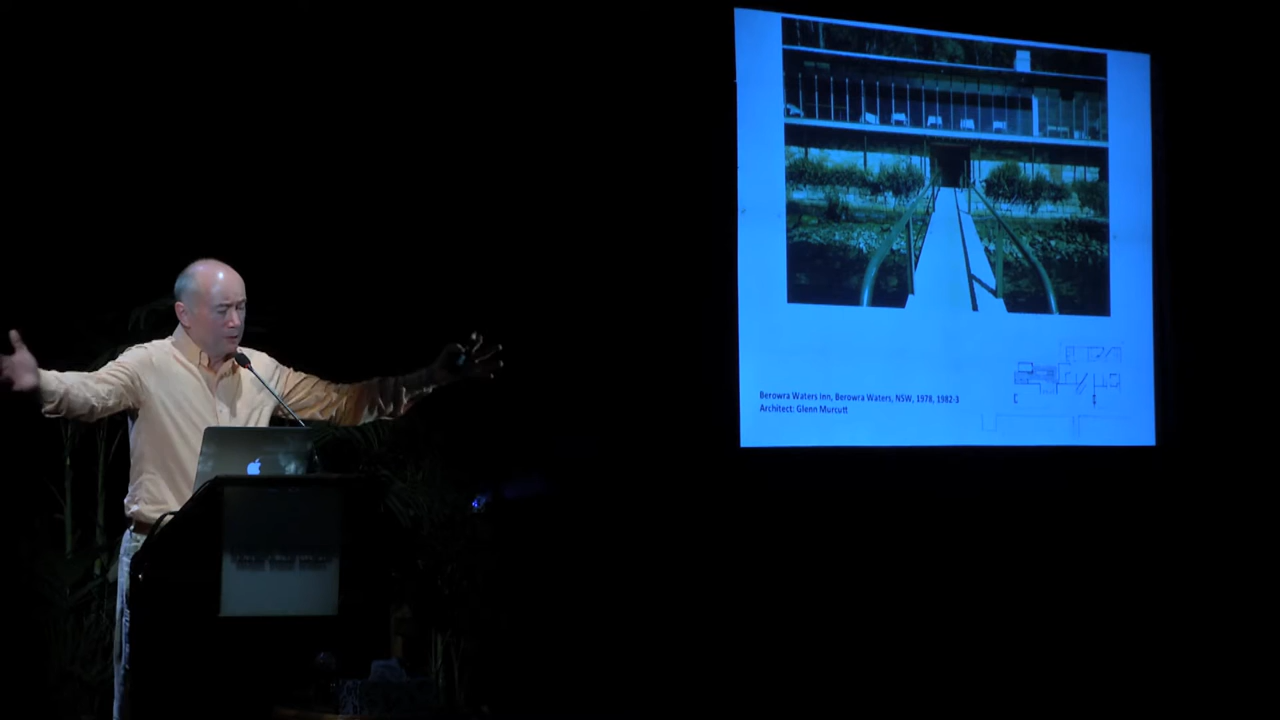 Berowra Waters Inn, Berowra Waters, NSW, 1978, 1982-3
Architect: Glenn Murcutt